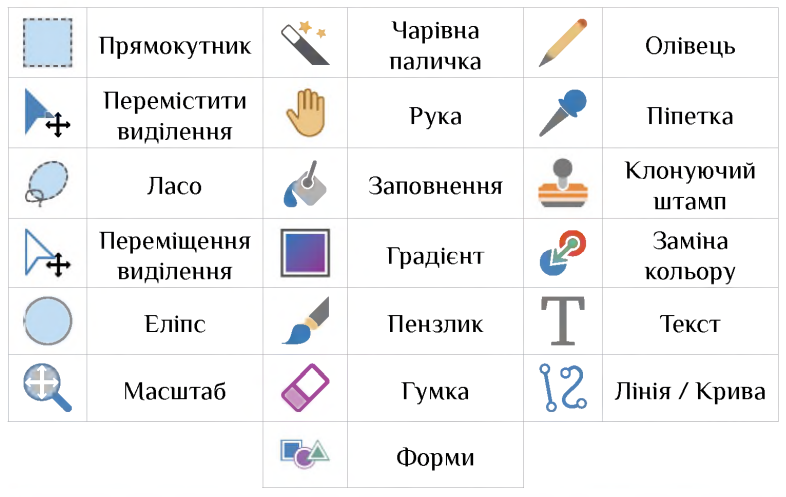 Прямокутник
Чарівна
паличка
Олівець
Перемістити
виділення
Рука
Піпетка
Ласо
Заповнення
Клонуючий
штамп
Переміщення
виділення
Градієнт
Заміна
кольору
Еліпс
Пензлик
Текст
Масштаб
Гумка
Лінія / Крива
Форми